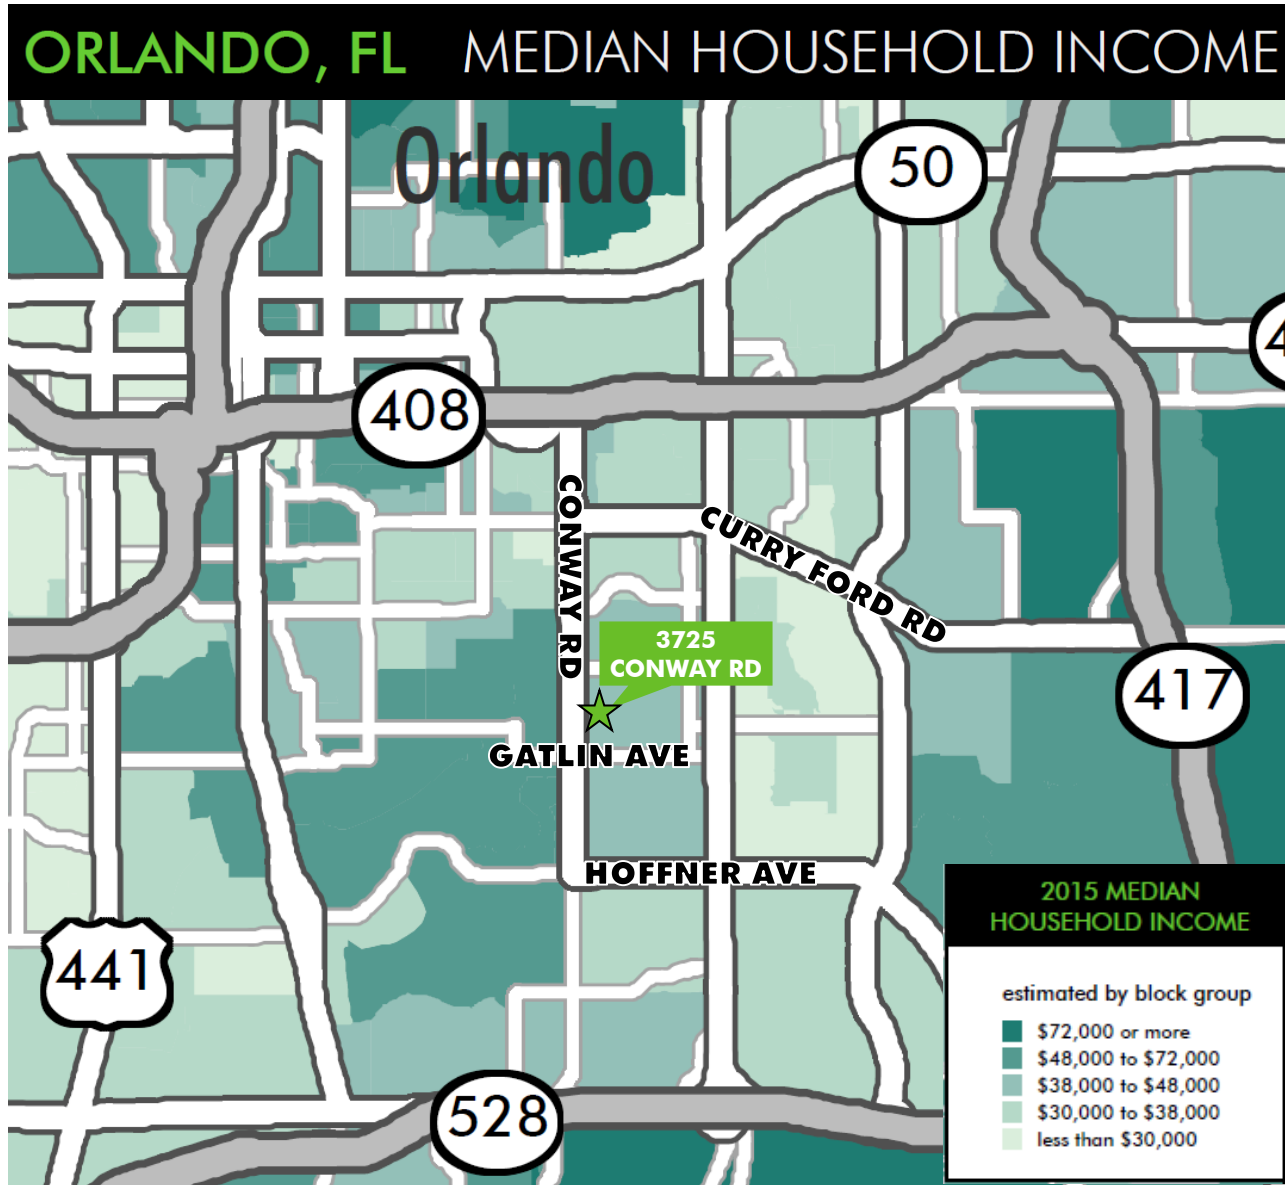 ORLANDO, FL MEDIAN HOUSEHOLD INCOME
Orlando
50
4
408
CONWAY RD
CURRY FORD RD
3725
CONWAY RD
417
GATLIN AVE
HOFFNER AVE
441
528
2015 MEDIAN
HOUSEHOLD INCOME
estimated by block group
$72,000 or more
$48,000 to $72,000
$38,000 to $48,000
$30,000 to $38,000
less than $30,000